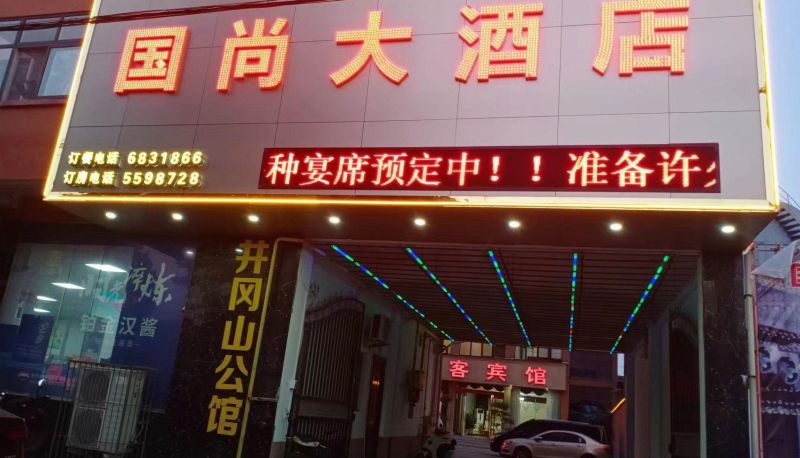 国尚大酒店
订餐电话 6831866
订房电话 5598728
种宴席预定中！！准备许
井冈山公馆
铂金汉酱
客宾馆